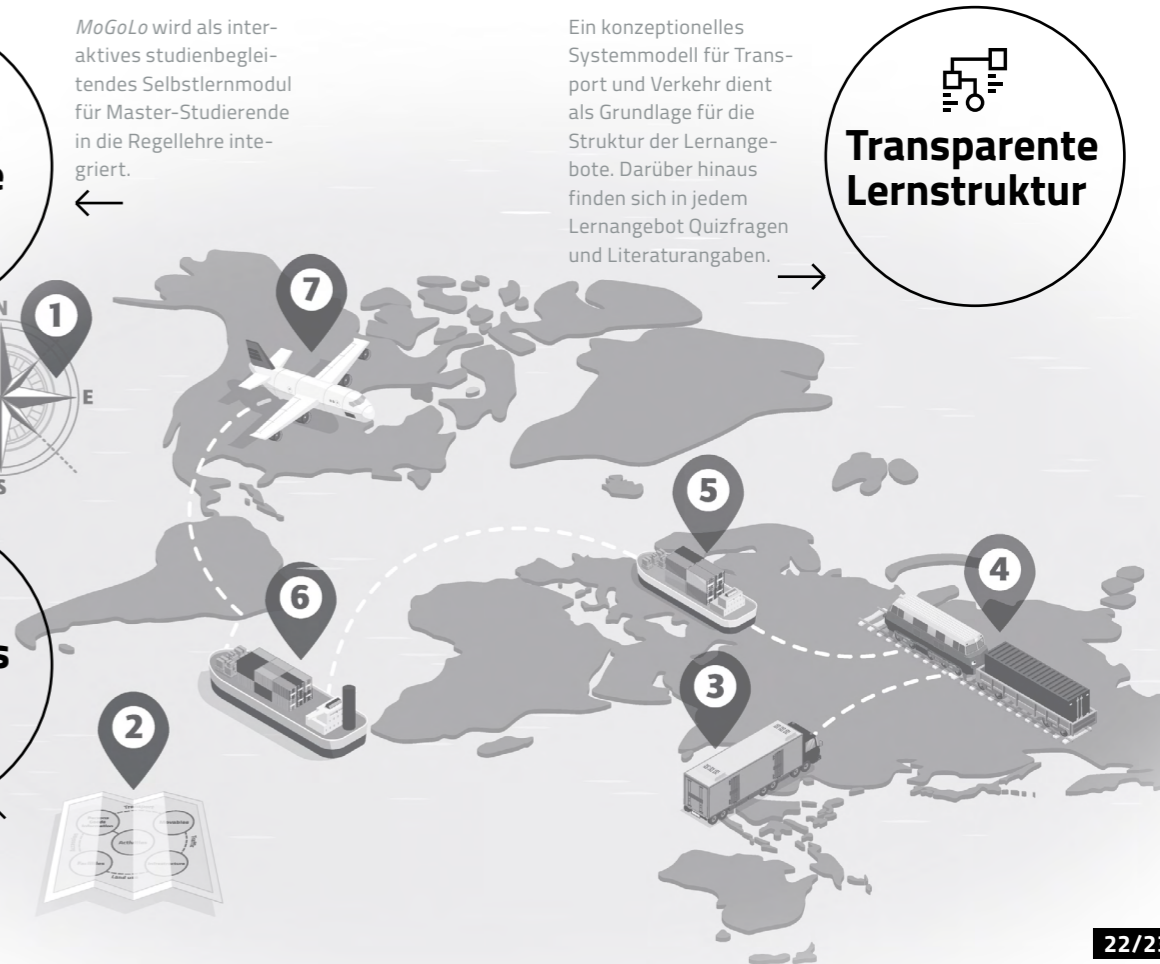 MoGoLo wird als inter-
aktives studienbeglei-
tendes Selbstlernmodul
für Master-Studierende
in die Regellehre inte-
griert.
Ein konzeptionelles
Systemmodell für Trans-
port und Verkehr dient
als Grundlage für die
Struktur der Lernange-
bote. Darüber hinaus
finden sich in jedem
Lernangebot Quizfragen
und Literaturangaben.
Transparente
Lernstruktur
7
1
N
E
S
5
4
6
3
2
Activities
22/23